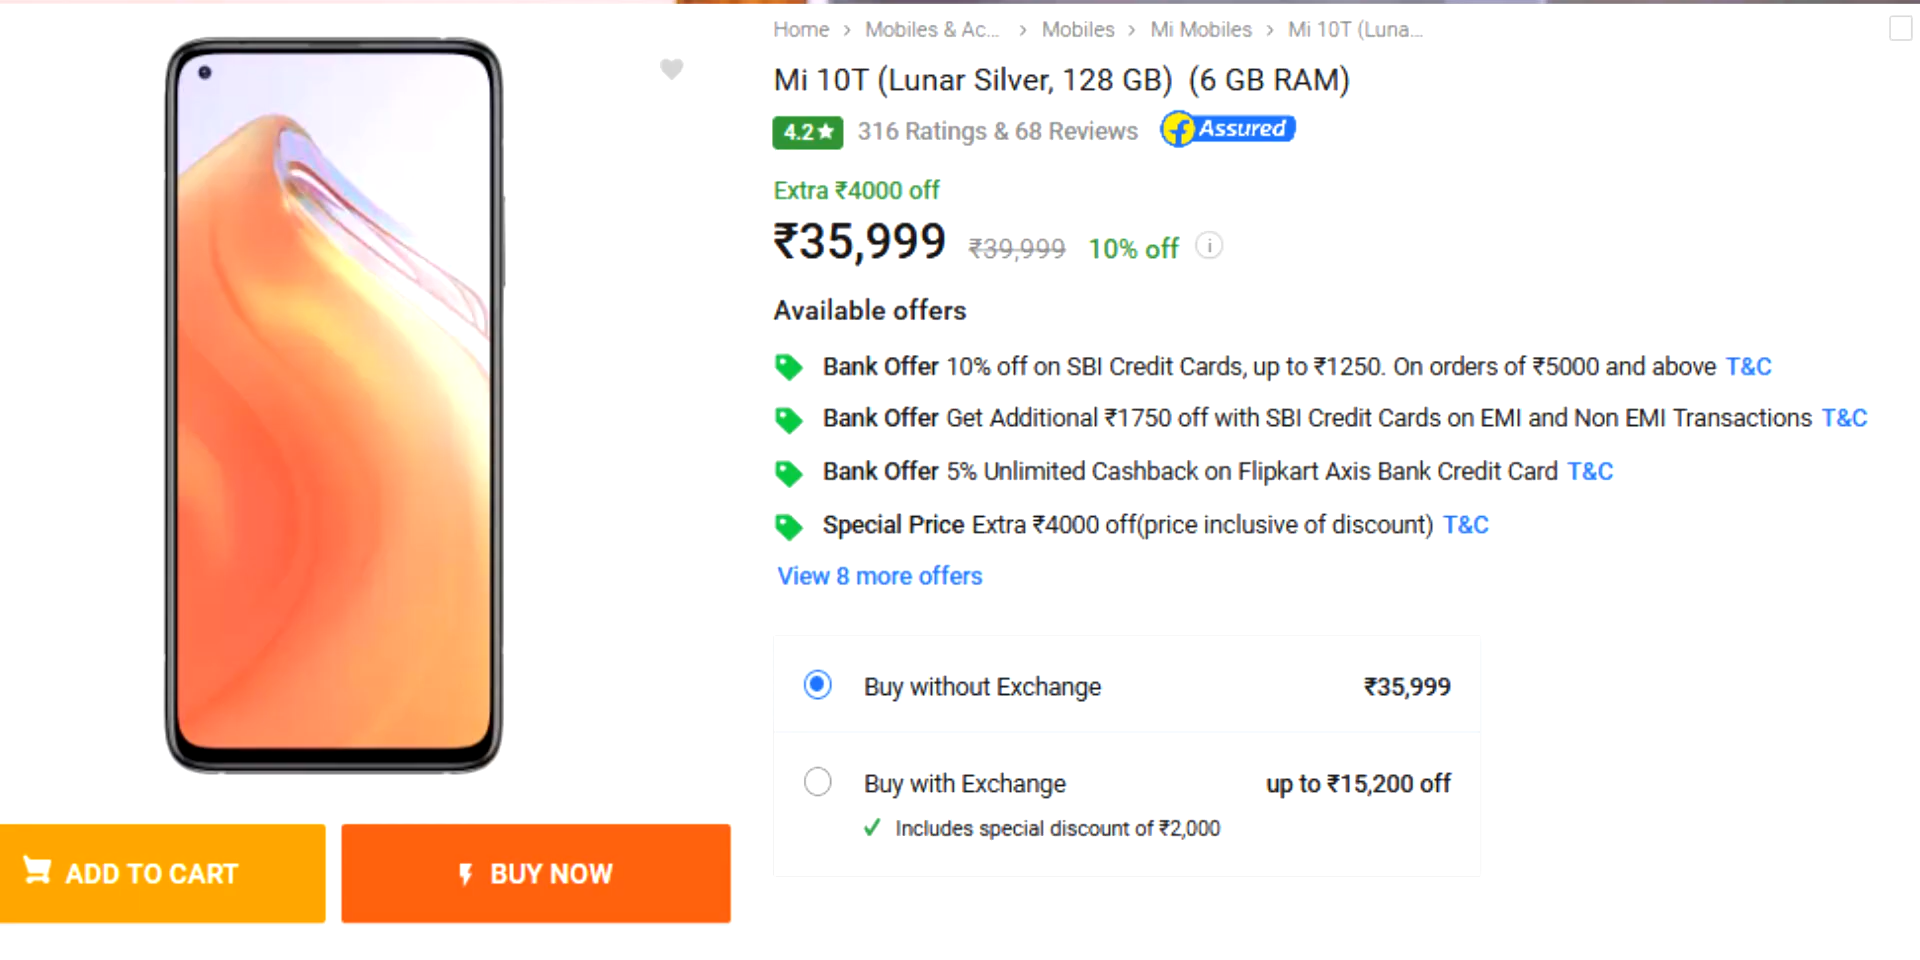 Home > Mobiles & Ac... > Mobiles > Mi Mobiles > Mi 10T (Luna...
Mi 10T (Lunar Silver, 128 GB) (6 GB RAM)
4.2★ 316 Ratings & 68 Reviews f Assured
Extra ₹4000 off
₹35,999 ₹39,999 10% off i
Available offers
Bank Offer 10% off on SBI Credit Cards, up to ₹1250. On orders of ₹5000 and above T&C
Bank Offer Get Additional ₹1750 off with SBI Credit Cards on EMI and Non EMI Transactions T&C
Bank Offer 5% Unlimited Cashback on Flipkart Axis Bank Credit Card T&C
Special Price Extra ₹4000 off(price inclusive of discount) T&C
View 8 more offers
Buy without Exchange ₹35,999
Buy with Exchange up to ₹15,200 off
✓ Includes special discount of ₹2,000
ADD TO CART
BUY NOW